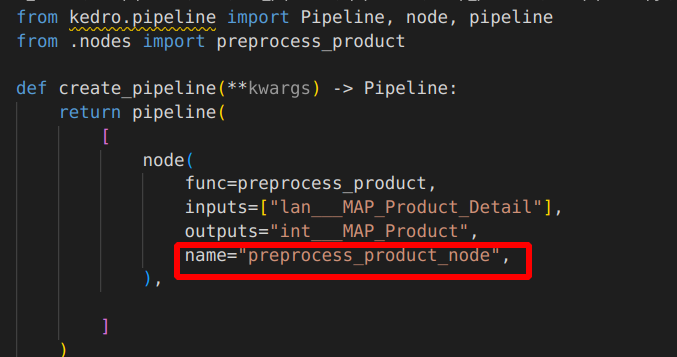 from kedro.pipeline import Pipeline, node, pipeline
from .nodes import preprocess_product
def create_pipeline(**kwargs) -> Pipeline:
return pipeline(
[
node(
func=preprocess_product,
inputs=["lan___MAP_Product_Detail"],
outputs="int___MAP_Product",
name="preprocess_product_node",
),
]
)